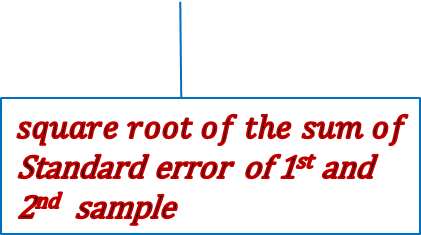 square root of the sum of
Standard error of 1st and
2nd sample